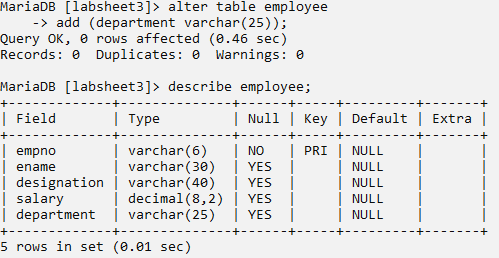 MariaDB [labsheet3]> alter table employee
    -> add (department varchar(25));
Query OK, 0 rows affected (0.46 sec)
Records: 0  Duplicates: 0  Warnings: 0

MariaDB [labsheet3]> describe employee;
+-------------+--------------+------+-----+---------+-------+
| Field       | Type         | Null | Key | Default | Extra |
+-------------+--------------+------+-----+---------+-------+
| empno       | varchar(6)   | NO   | PRI | NULL    |       |
| ename       | varchar(30)  | YES  |     | NULL    |       |
| designation | varchar(40)  | YES  |     | NULL    |       |
| salary      | decimal(8,2) | YES  |     | NULL    |       |
| department  | varchar(25)  | YES  |     | NULL    |       |
+-------------+--------------+------+-----+---------+-------+
5 rows in set (0.01 sec)